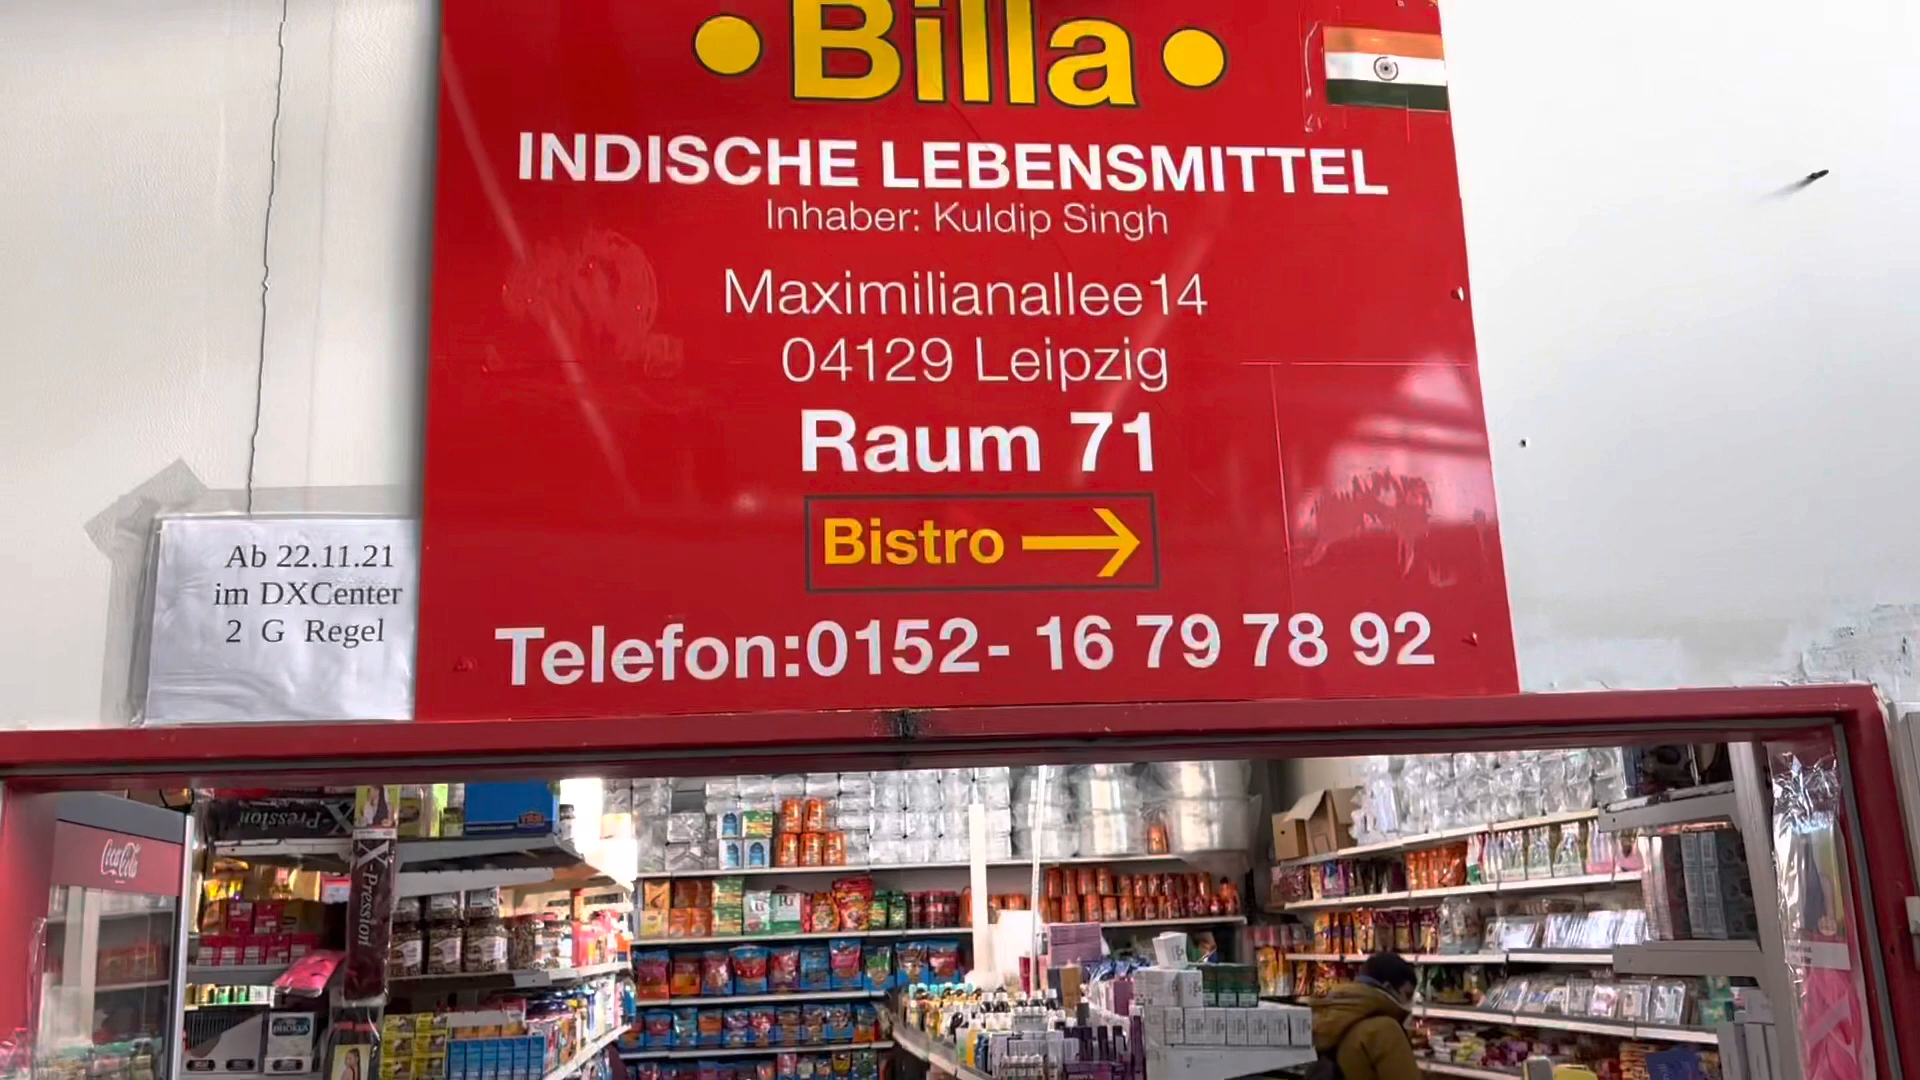 Billa
INDISCHE LEBENSMITTEL
Inhaber: Kuldip Singh
Maximilianallee14
04129 Leipzig
Raum 71
Bistro
Telefon:0152- 16 79 78 92
Ab 22.11.21
im DXCenter
2 G Regel
Coca Cola
X-Pression
X-Pression